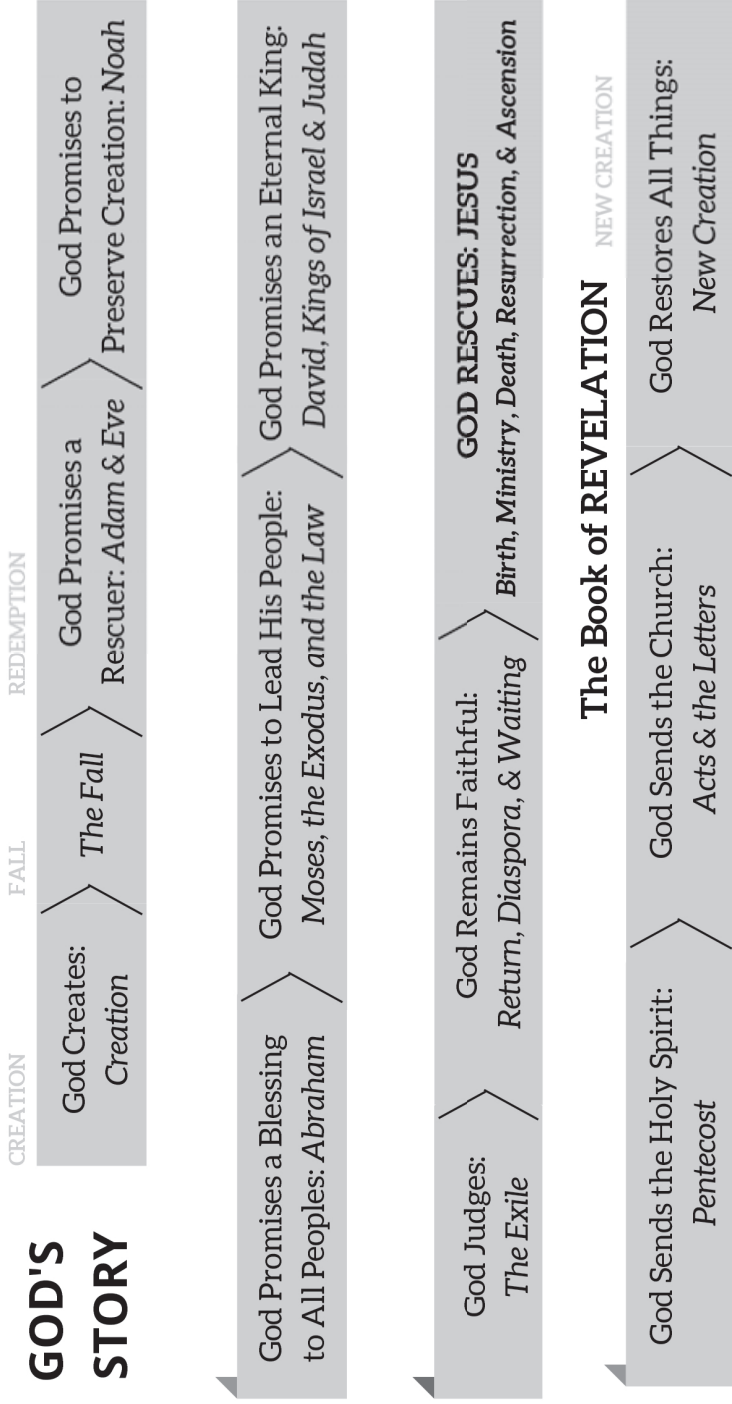 GOD'S
STORY
CREATION
FALL
REDEMPTION
God Creates:
Creation
The Fall
God Promises a
Rescuer: Adam & Eve
God Promises to
Preserve Creation: Noah
God Promises a Blessing
to All Peoples: Abraham
God Promises to Lead His People:
Moses, the Exodus, and the Law
God Promises an Eternal King:
David, Kings of Israel & Judah
God Judges:
The Exile
God Remains Faithful:
Return, Diaspora, & Waiting
GOD RESCUES: JESUS
Birth, Ministry, Death, Resurrection, & Ascension
The Book of REVELATION
NEW CREATION
God Sends the Holy Spirit:
Pentecost
God Sends the Church:
Acts & the Letters
God Restores All Things:
New Creation